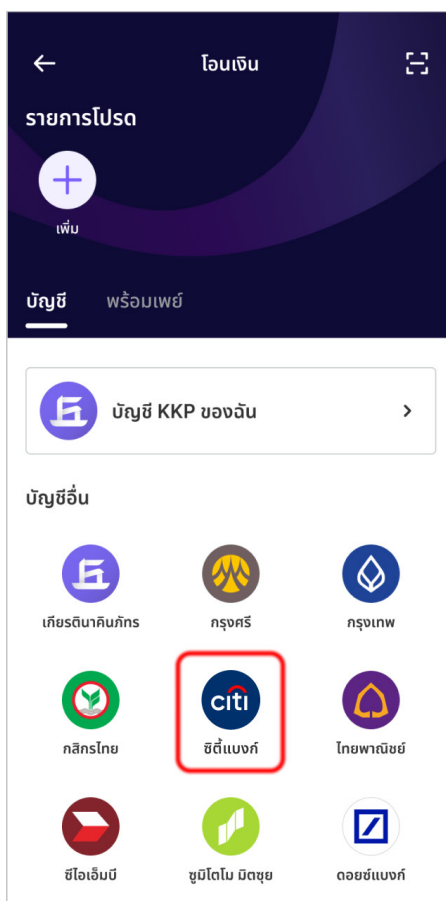 โอนเงิน
รายการโปรด
เพิ่ม
บัญชี พร้อมเพย์
บัญชี KKP ของฉัน
บัญชีอื่น
เกียรตินาคินภัทร กรุงศรี กรุงเทพ
citi
กสิกรไทย ซิตี้แบงก์ ไทยพาณิชย์
ซีไอเอ็มบี ซูมิโตโม มิตซุย ดอยซ์แบงก์